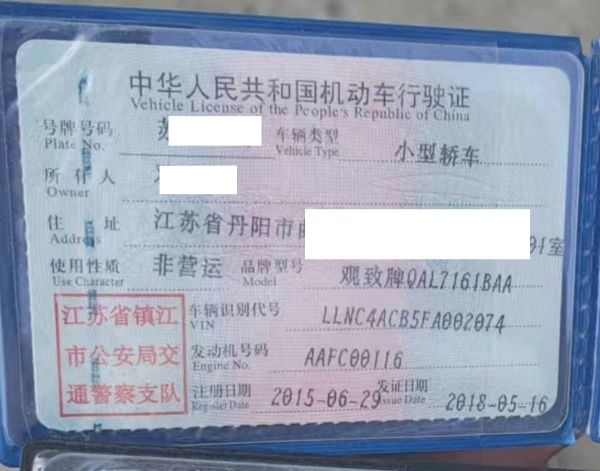 中华人民共和国机动车行驶证
Vehicle License of the People's Republic of China
号牌号码 苏 车辆类型 小型轿车
Plate No. Vehicle Type
所有人
Owner
住址 江苏省丹阳市 01室
Address
使用性质 非营运 品牌型号 观致牌QAL7161BAA
Use Character Model
江苏省镇江
市公安局交
通警察支队
车辆识别代号 LLNC4ACB5FA002074
VIN
发动机号码 AAFC00116
Engine No.
注册日期 2015-06-29 发证日期 2018-05-16
Register Date Issue Date